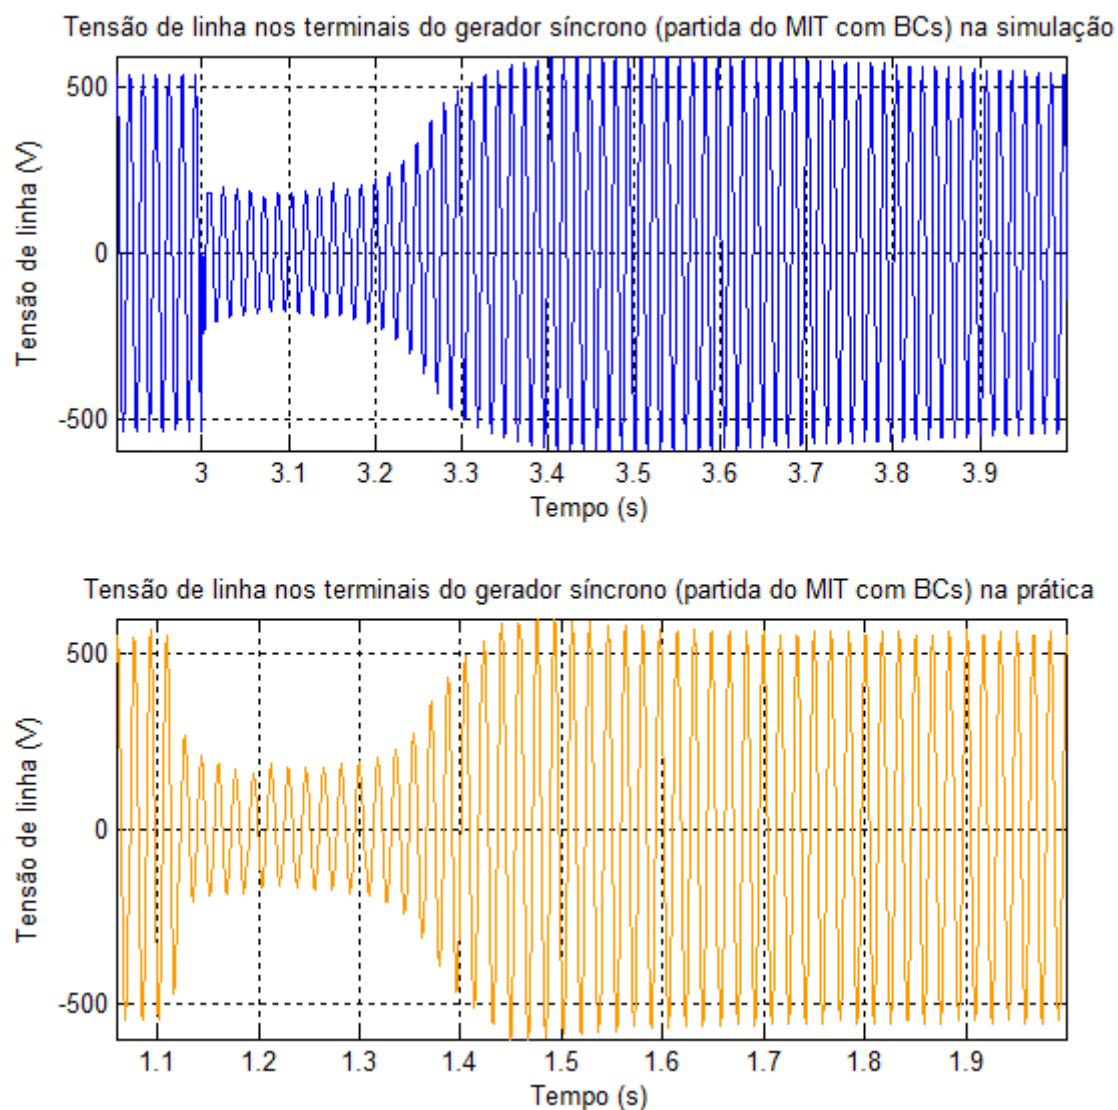 Tensão de linha nos terminais do gerador síncrono (partida do MIT com BCs) na simulação
Tensão de linha (V)
500
0
-500
3 3.1 3.2 3.3 3.4 3.5 3.6 3.7 3.8 3.9
Tempo (s)
Tensão de linha nos terminais do gerador síncrono (partida do MIT com BCs) na prática
Tensão de linha (V)
500
0
-500
1.1 1.2 1.3 1.4 1.5 1.6 1.7 1.8 1.9
Tempo (s)